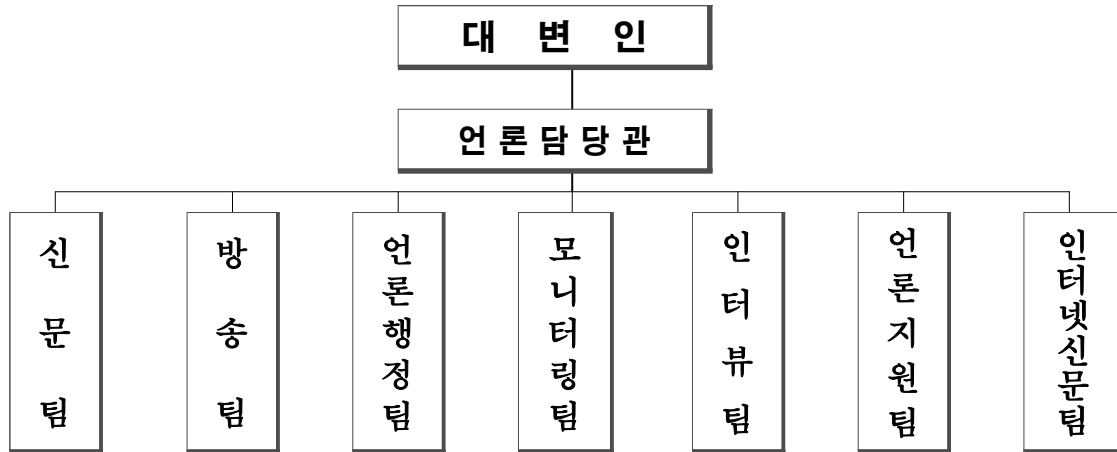 대 변 인
언론담당관
신문팀
방송팀
언론행정팀
모니터링팀
인터뷰팀
언론지원팀
인터넷신문팀